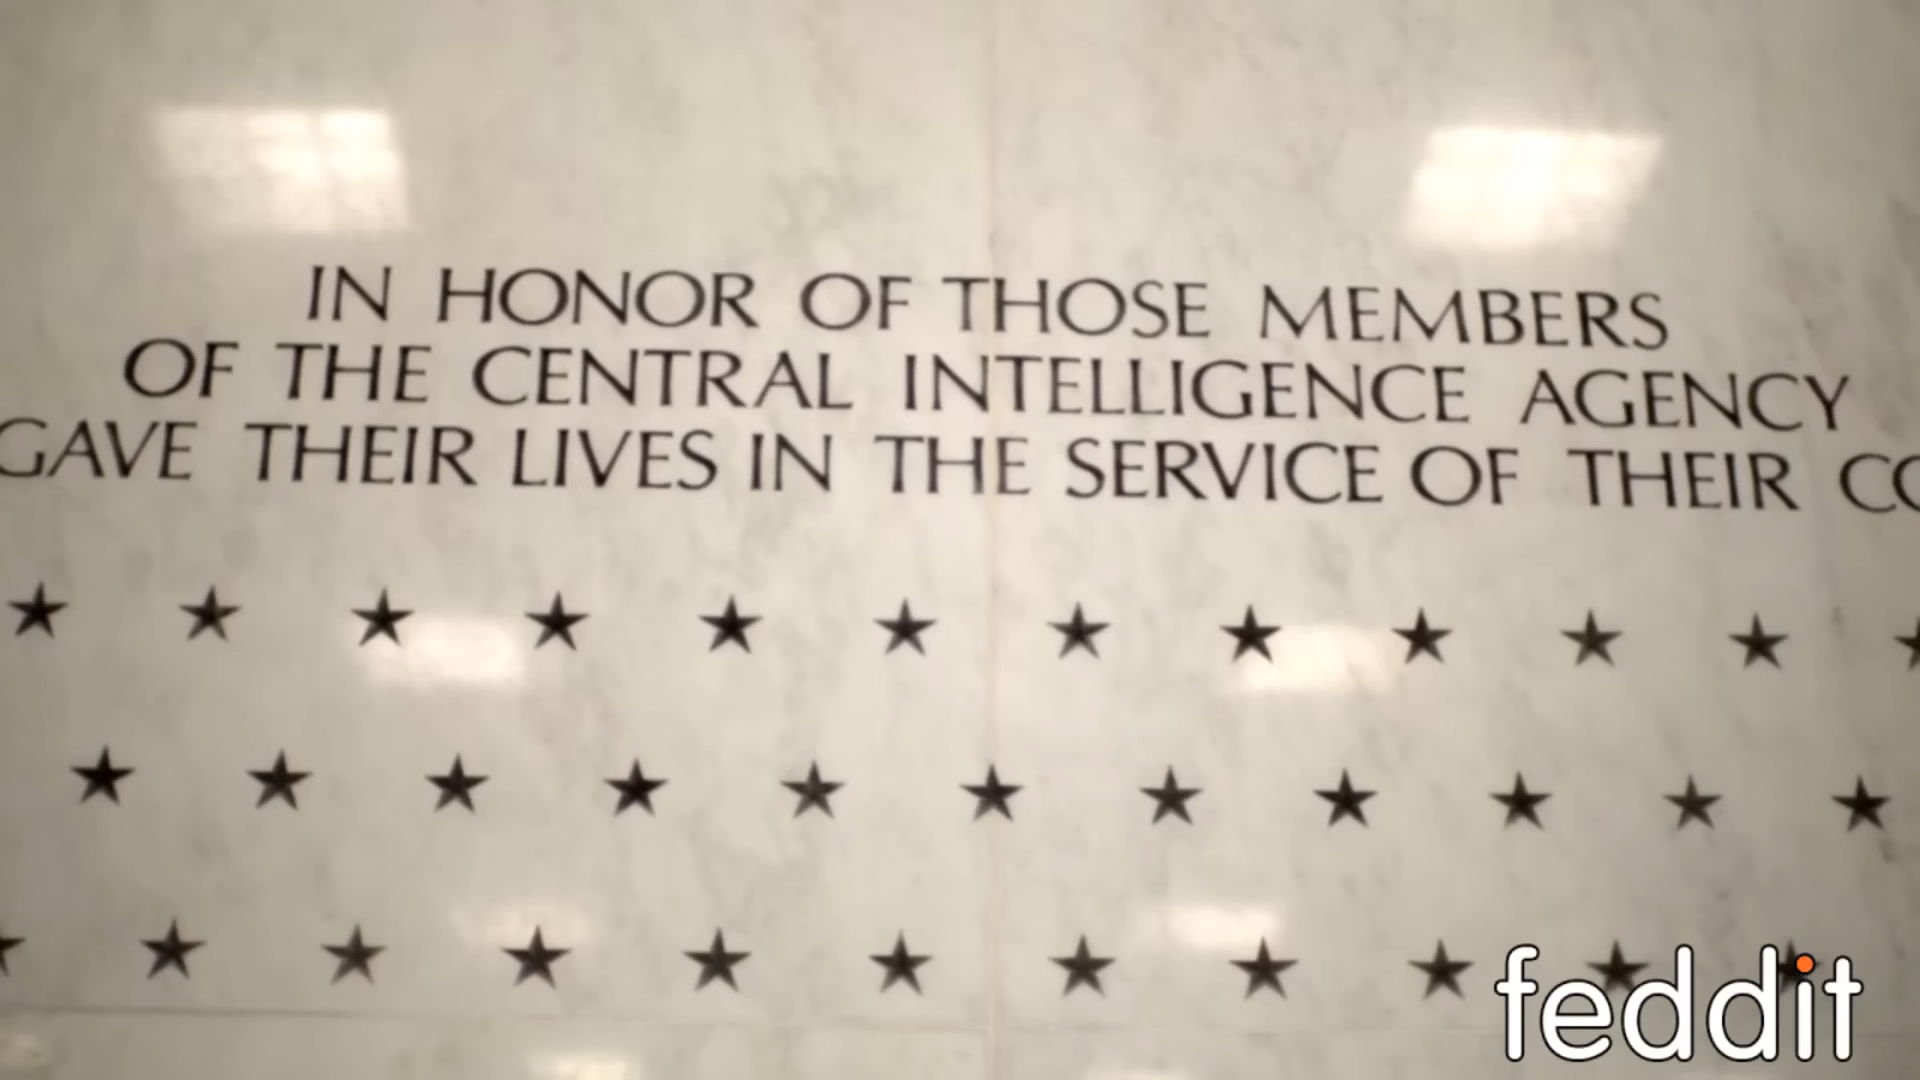 IN HONOR OF THOSE MEMBERS
OF THE CENTRAL INTELLIGENCE AGENCY
GAVE THEIR LIVES IN THE SERVICE OF THEIR CO
feddit